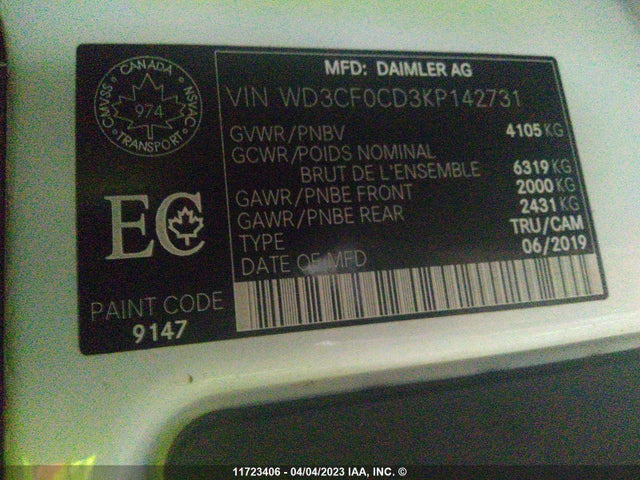 MFD: DAIMLER AG
CANADA
CMVSS
NSVAC
974
TRANSPORT
VIN WD3CF0CD3KP142731
GVWR/PNBV 4105 KG
GCWR/POIDS NOMINAL
BRUT DE L'ENSEMBLE 6319 KG
GAWR/PNBE FRONT 2000 KG
GAWR/PNBE REAR 2431 KG
TYPE TRU/CAM
DATE OF MFD 06/2019
EC
PAINT CODE
9147
11723406 - 04/04/2023 IAA, INC. ©